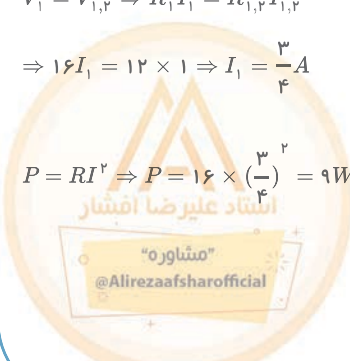 V₁ = V₁,₂ ⇒ R₁I₁ = R₁,₂I₁,₂
⇒ ۱۶I₁ = ۱۲ × ۱ ⇒ I₁ = ۳/۴ A
P = RI² ⇒ P = ۱۶ × (۳/۴)² = ۹W
استاد علیرضا افشار
"مشاوره"
@Alirezaafsharofficial